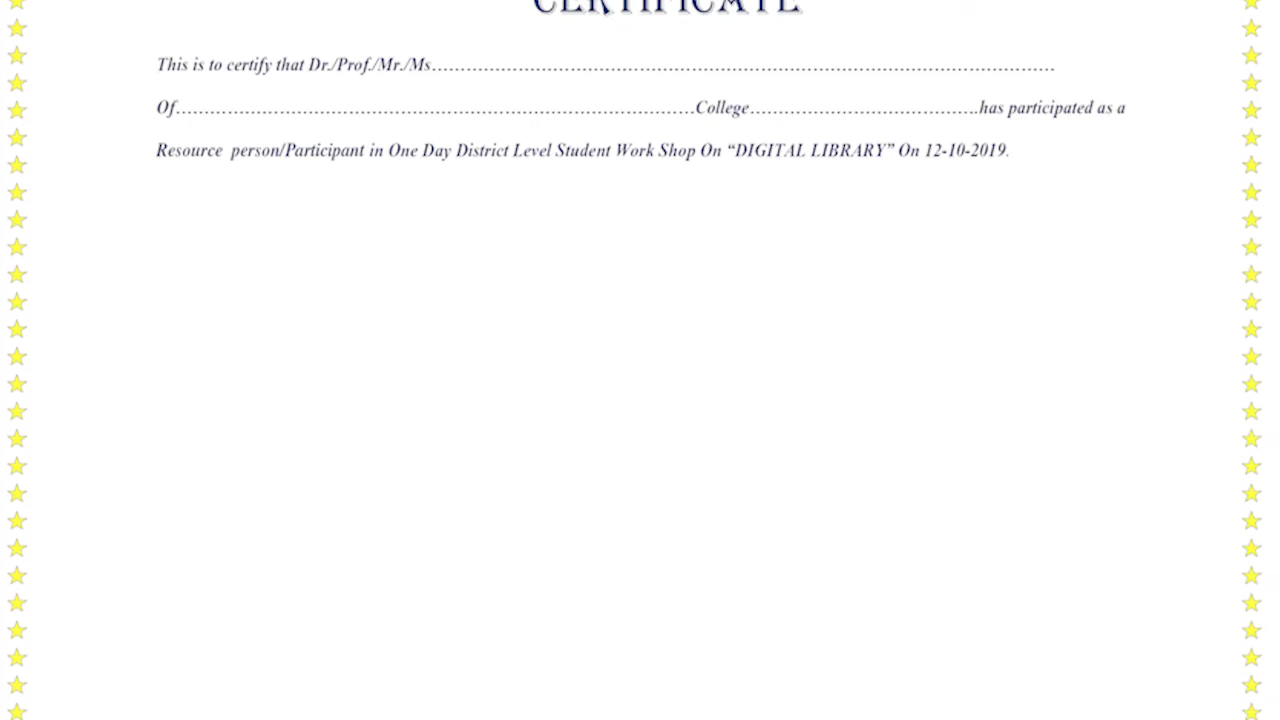 CERTIFICATE
This is to certify that Dr./Prof./Mr./Ms..............................................................................................................
Of............................................................................................College.........................................has participated as a
Resource person/Participant in One Day District Level Student Work Shop On “DIGITAL LIBRARY” On 12-10-2019.